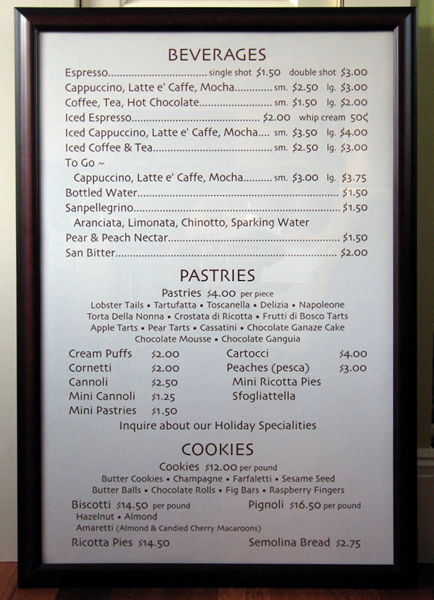 BEVERAGES
Espresso.............................. single shot $1.50 double shot $3.00
Cappuccino, Latte e' Caffe, Mocha............. sm. $2.50 lg. $3.00
Coffee, Tea, Hot Chocolate...................... sm. $1.50 lg. $2.00
Iced Espresso.................................. $2.00 whip cream 50¢
Iced Cappuccino, Latte e' Caffe, Mocha.... sm. $3.50 lg. $4.00
Iced Coffee & Tea................................... sm. $2.50 lg. $3.00
To Go ~
Cappuccino, Latte e' Caffe, Mocha.......... sm. $3.00 lg. $3.75
Bottled Water........................................................ $1.50
Sanpellegrino........................................................ $1.50
Aranciata, Limonata, Chinotto, Sparking Water
Pear & Peach Nectar.............................................. $1.50
San Bitter............................................................. $2.00
PASTRIES
Pastries $4.00 per piece
Lobster Tails • Tartufatta • Toscanella • Delizia • Napoleone
Torta Della Nonna • Crostata di Ricotta • Frutti di Bosco Tarts
Apple Tarts • Pear Tarts • Cassatini • Chocolate Ganaze Cake
Chocolate Mousse • Chocolate Ganguia
Cream Puffs $2.00 Cartocci $4.00
Cornetti $2.00 Peaches (pesca) $3.00
Cannoli $2.50 Mini Ricotta Pies
Mini Cannoli $1.25 Sfogliattella
Mini Pastries $1.50
Inquire about our Holiday Specialities
COOKIES
Cookies $12.00 per pound
Butter Cookies • Champagne • Farfaletti • Sesame Seed
Butter Balls • Chocolate Rolls • Fig Bars • Raspberry Fingers
Biscotti $14.50 per pound Pignoli $16.50 per pound
Hazelnut • Almond
Amaretti (Almond & Candied Cherry Macaroons)
Ricotta Pies $14.50 Semolina Bread $2.75